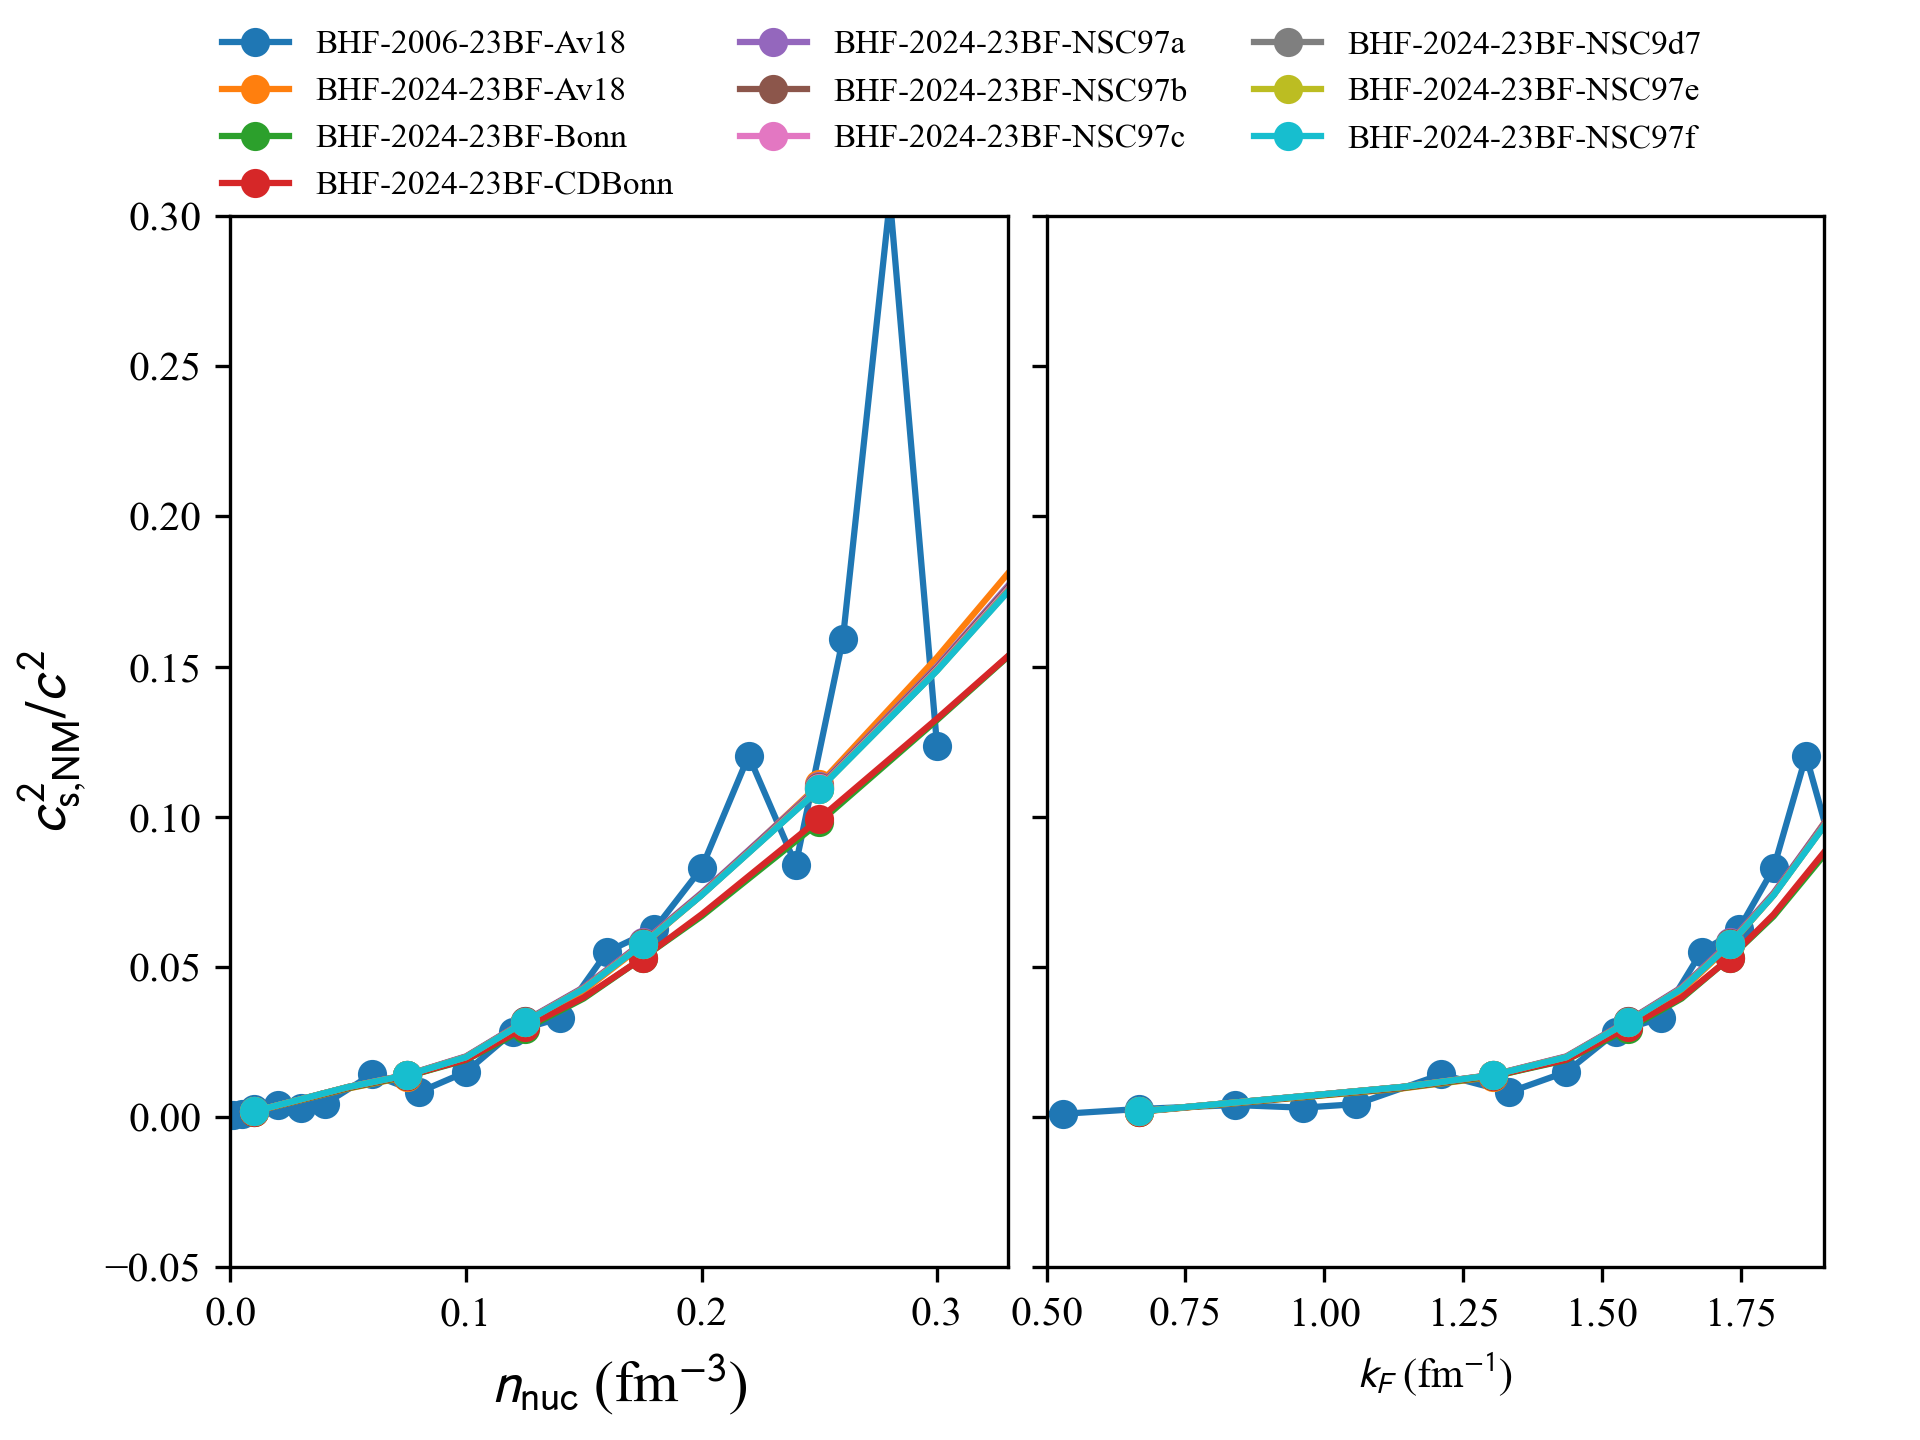 BHF-2006-23BF-Av18
BHF-2024-23BF-Av18
BHF-2024-23BF-Bonn
BHF-2024-23BF-CDBonn
BHF-2024-23BF-NSC97a
BHF-2024-23BF-NSC97b
BHF-2024-23BF-NSC97c
BHF-2024-23BF-NSC9d7
BHF-2024-23BF-NSC97e
BHF-2024-23BF-NSC97f
c²s,NM/c²
0.30
0.25
0.20
0.15
0.10
0.05
0.00
−0.05
0.0 0.1 0.2 0.3
n_nuc (fm⁻³)
0.50 0.75 1.00 1.25 1.50 1.75
k_F (fm⁻¹)